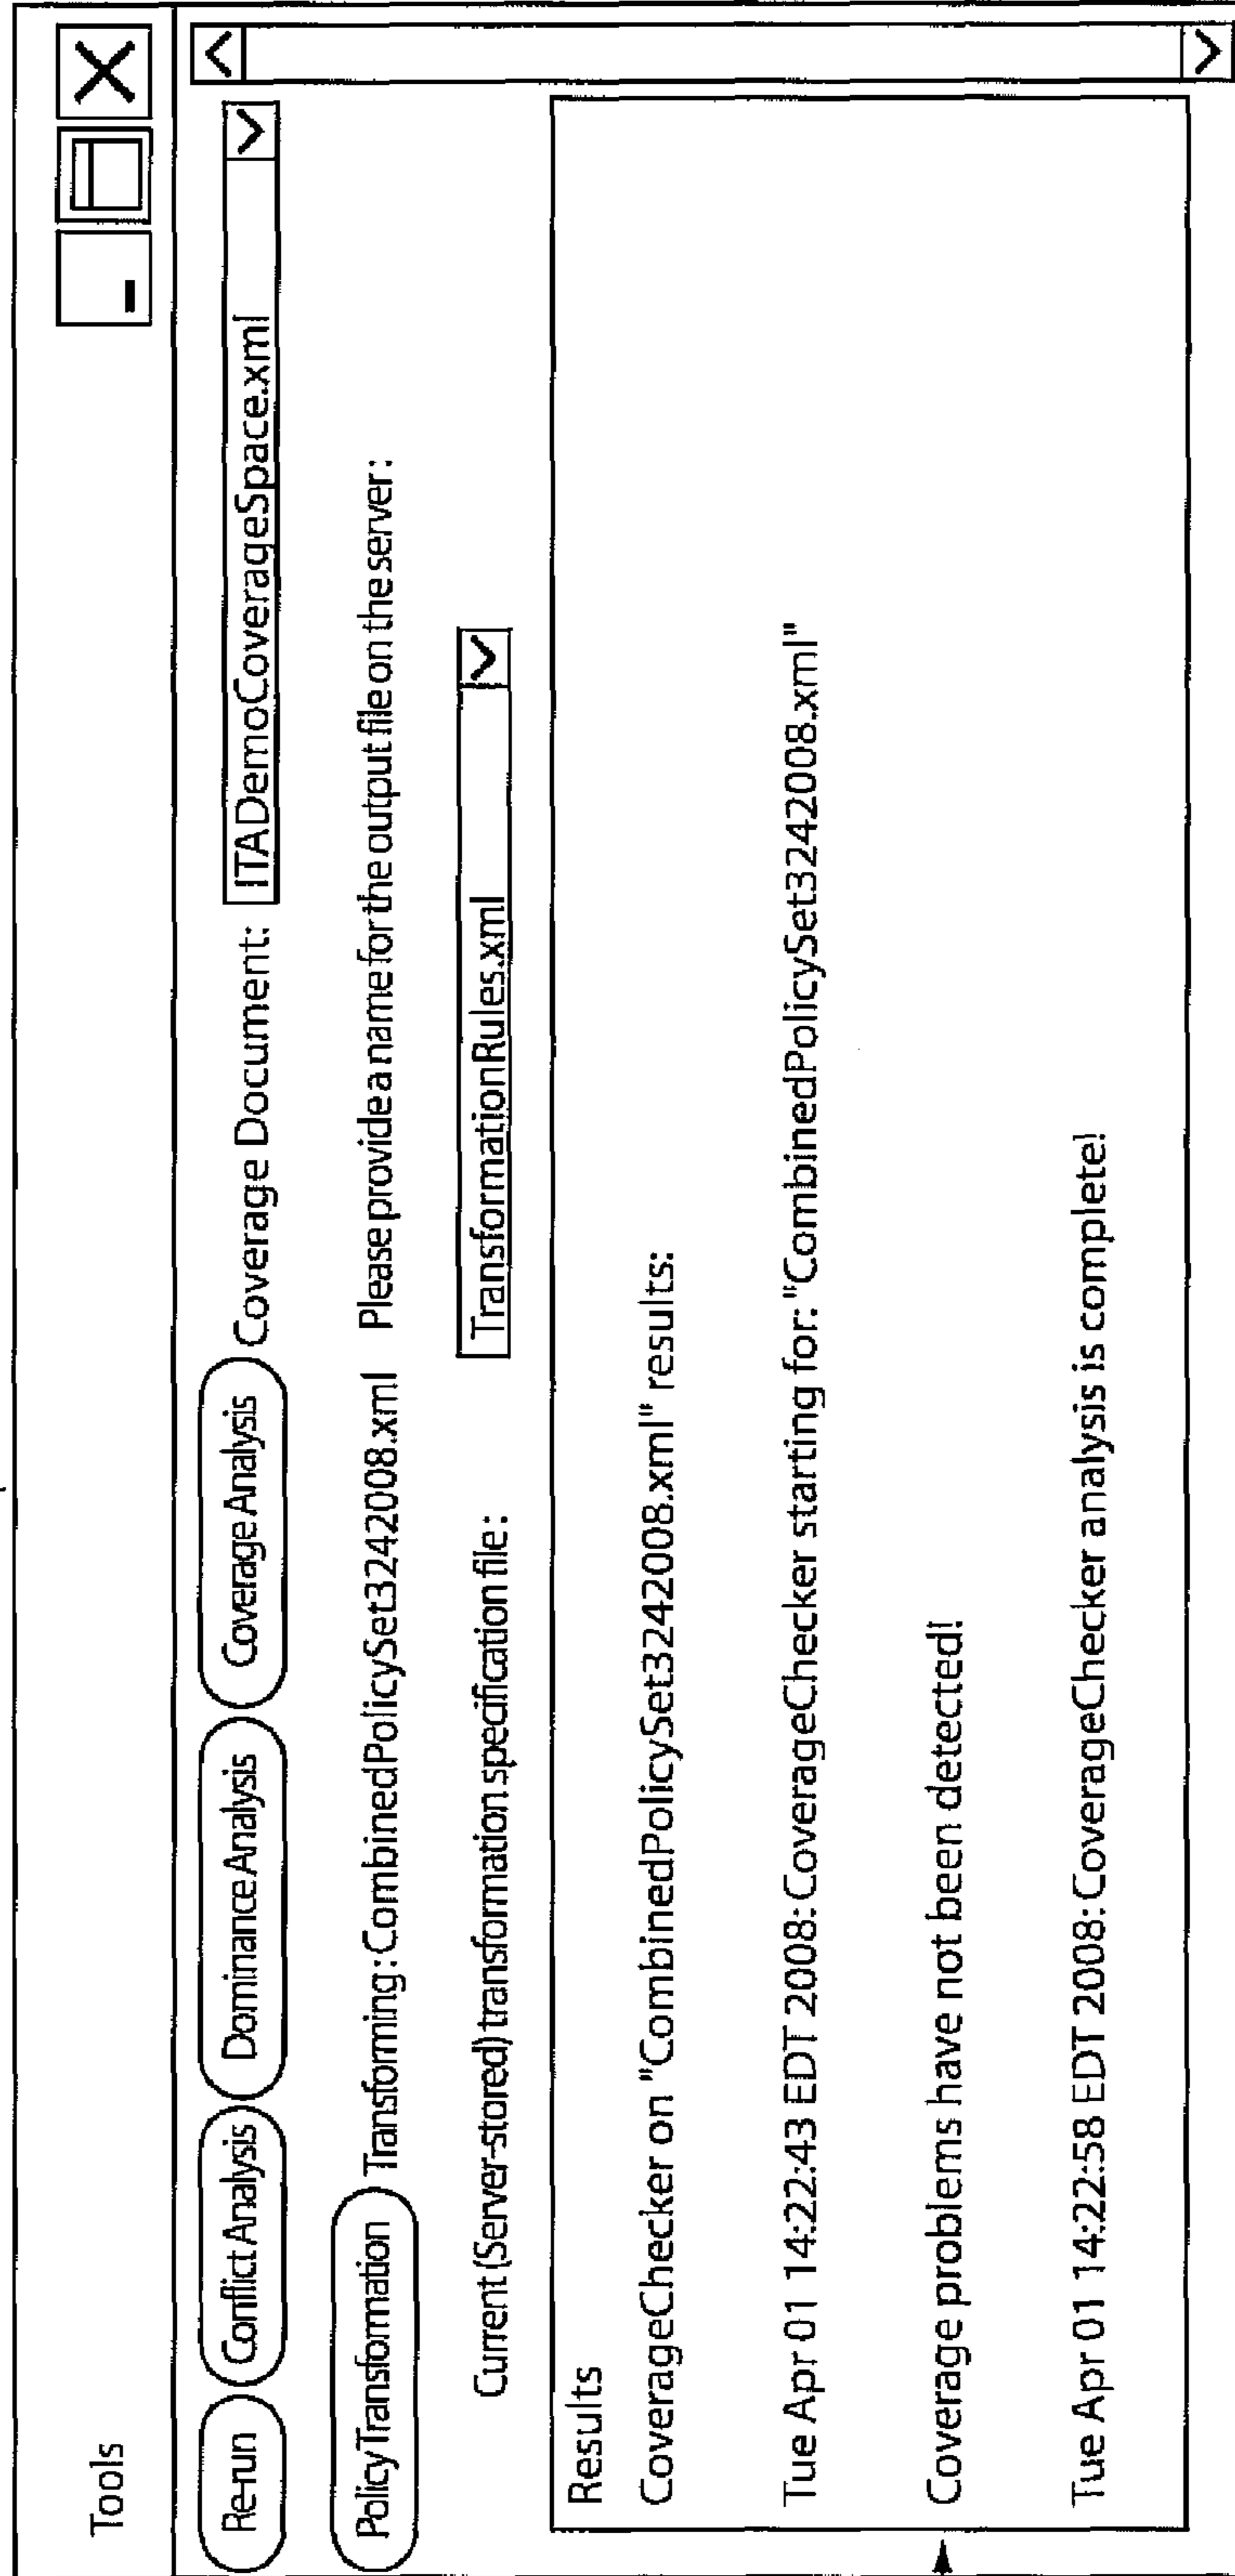 Tools
Re-run Conflict Analysis Dominance Analysis Coverage Analysis Coverage Document: ITADemoCoverageSpace.xml
Policy Transformation Transforming: CombinedPolicySet3242008.xml Please provide a name for the output file on the server:
Current (Server-stored) transformation specification file: TransformationRules.xml
Results
CoverageChecker on "CombinedPolicySet3242008.xml" results:
Tue Apr 01 14:22:43 EDT 2008: CoverageChecker starting for: "CombinedPolicySet3242008.xml"
Coverage problems have not been detected!
Tue Apr 01 14:22:58 EDT 2008: CoverageChecker analysis is complete!